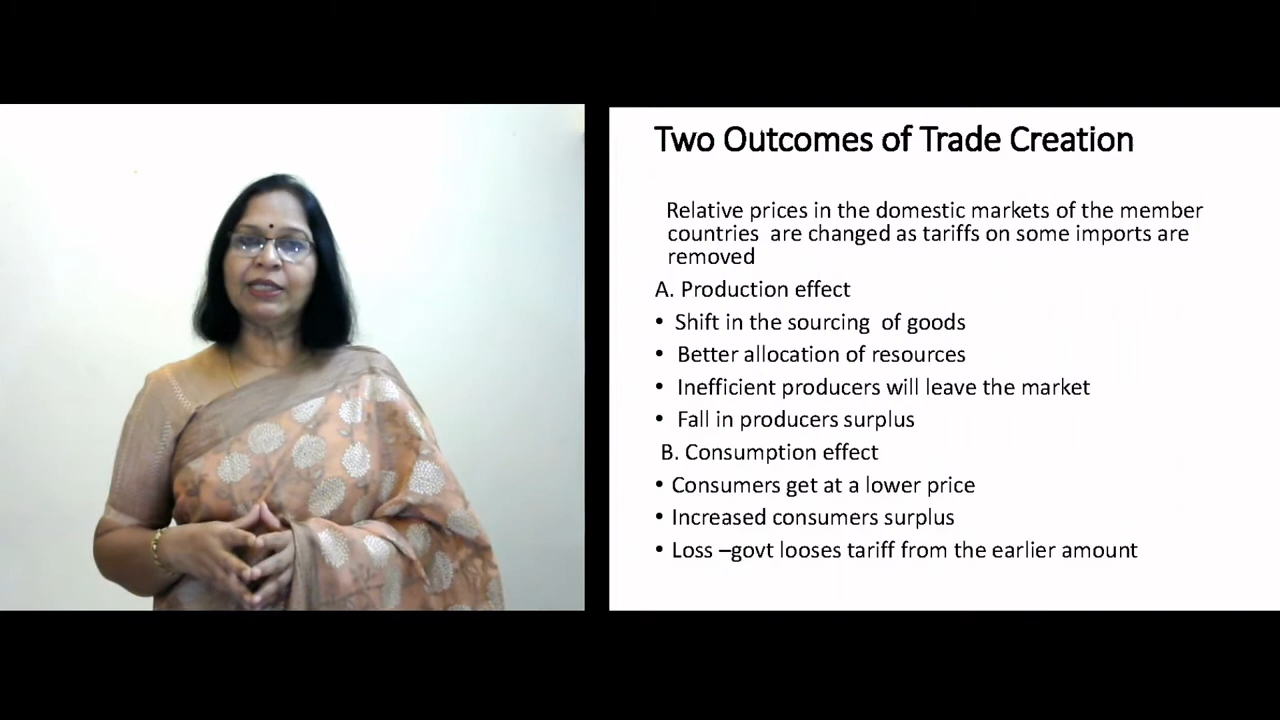 Two Outcomes of Trade Creation
Relative prices in the domestic markets of the member
countries are changed as tariffs on some imports are
removed
A. Production effect
• Shift in the sourcing of goods
• Better allocation of resources
• Inefficient producers will leave the market
• Fall in producers surplus
B. Consumption effect
• Consumers get at a lower price
• Increased consumers surplus
• Loss –govt looses tariff from the earlier amount